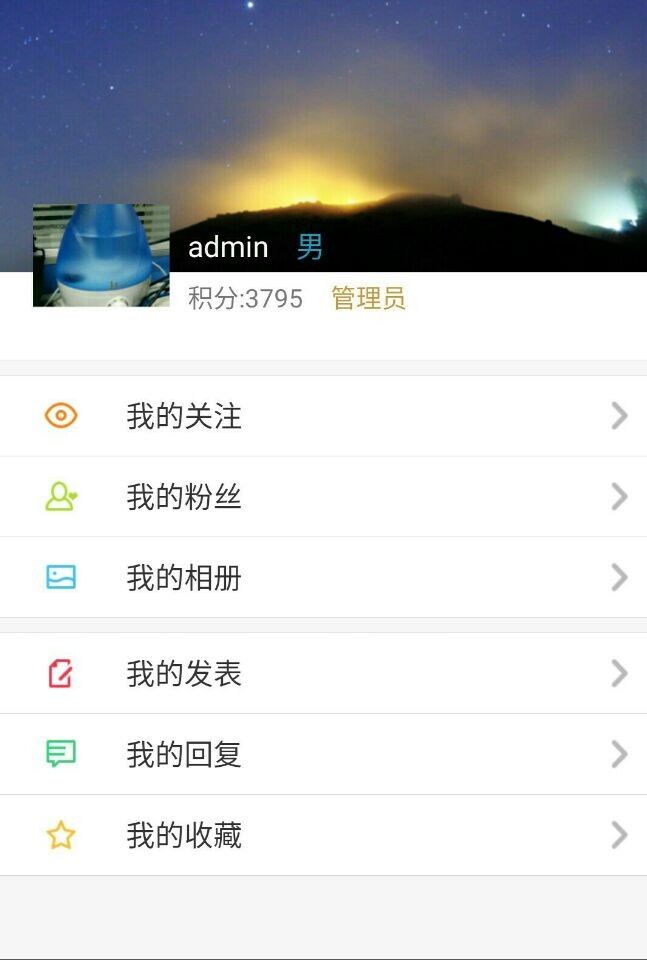 admin 男
积分:3795 管理员
我的关注
我的粉丝
我的相册
我的发表
我的回复
我的收藏